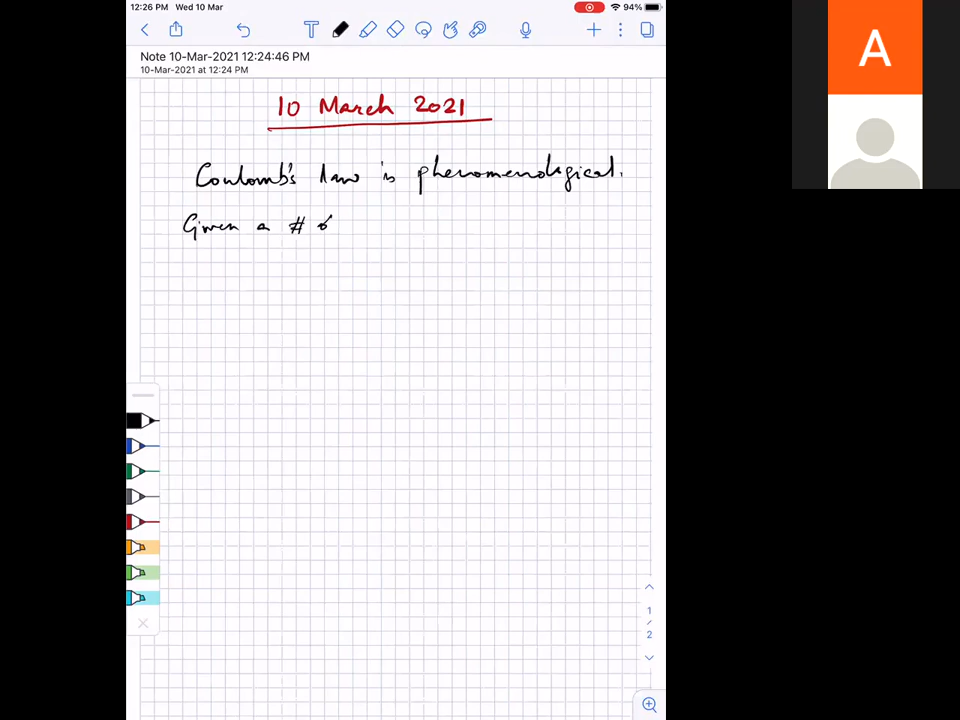 12:26 PM Wed 10 Mar 94%
Note 10-Mar-2021 12:24:46 PM
10-Mar-2021 at 12:24 PM
10 March 2021
Coulomb's law is phenomenological.
Given a #
1
2
A